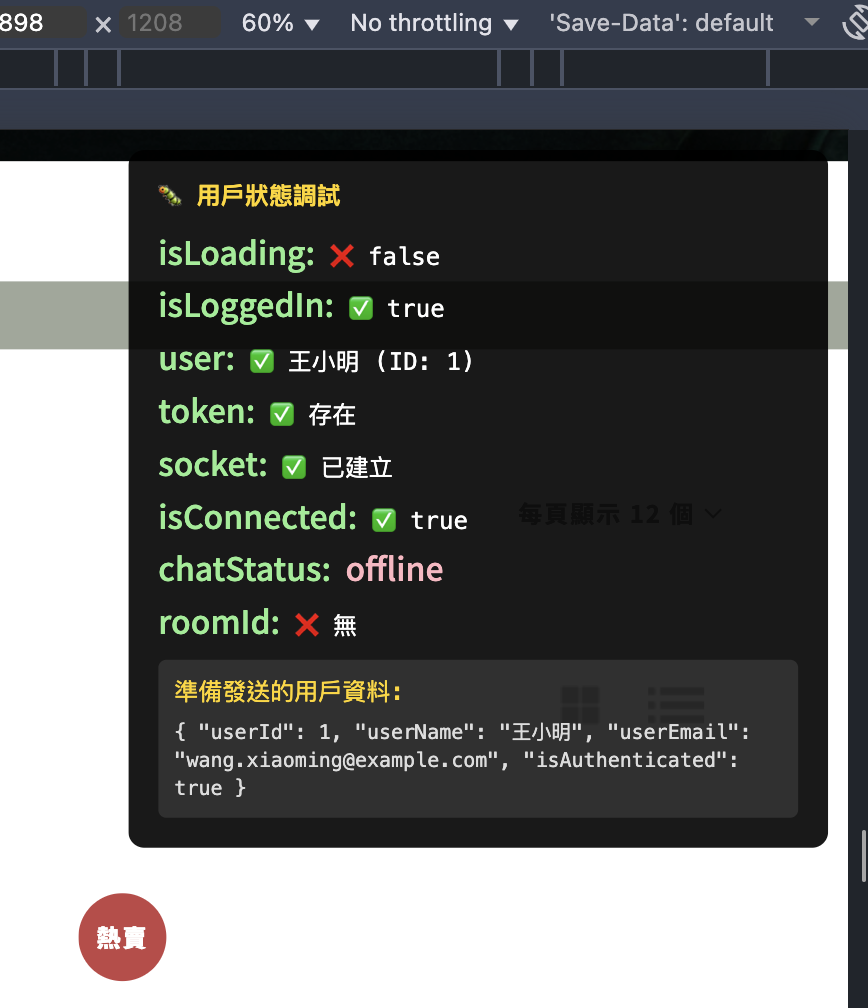 898 × 1208 60% ▼ No throttling ▼ 'Save-Data': default ▼
🐛 用戶狀態調試
isLoading: ❌ false
isLoggedIn: ✅ true
user: ✅ 王小明 (ID: 1)
token: ✅ 存在
socket: ✅ 已建立
isConnected: ✅ true
每頁顯示 12 個
chatStatus: offline
roomId: ❌ 無
準備發送的用戶資料:
{ "userId": 1, "userName": "王小明", "userEmail":
"wang.xiaoming@example.com", "isAuthenticated":
true }
熱賣